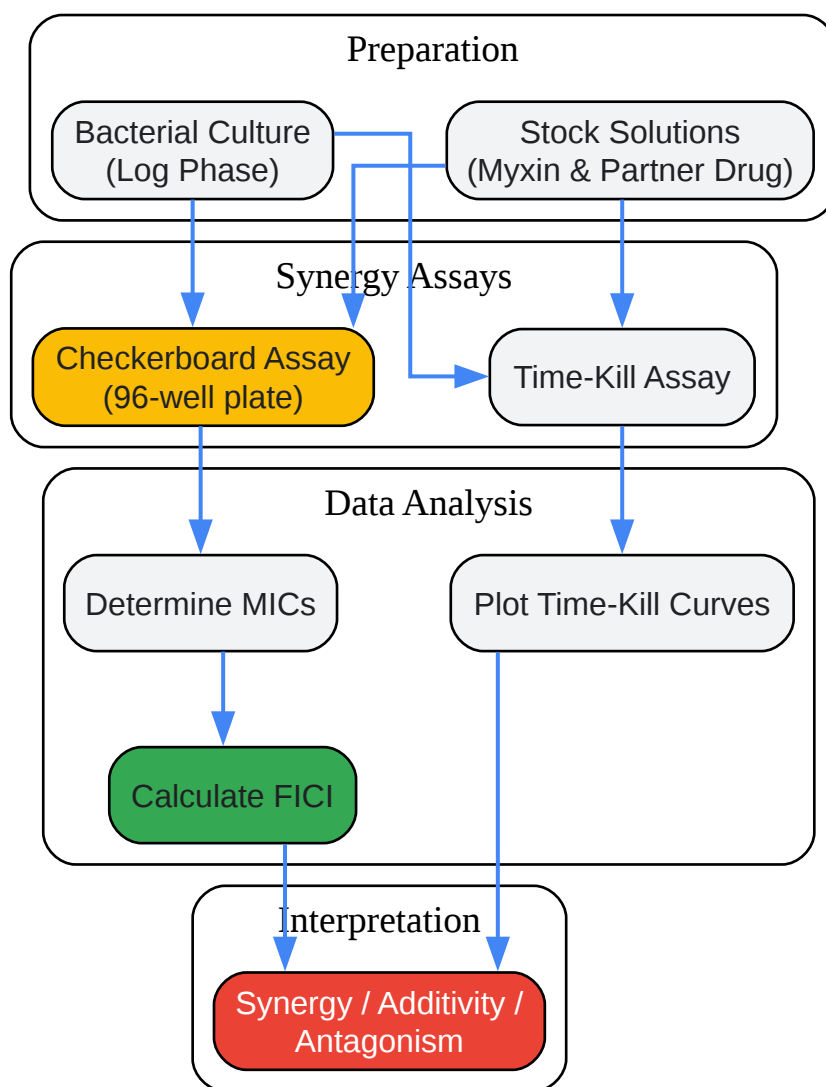 Preparation
Bacterial Culture
(Log Phase)
Stock Solutions
(Myxin & Partner Drug)
Synergy Assays
Checkerboard Assay
(96-well plate)
Time-Kill Assay
Data Analysis
Determine MICs
Plot Time-Kill Curves
Calculate FICI
Interpretation
Synergy / Additivity /
Antagonism